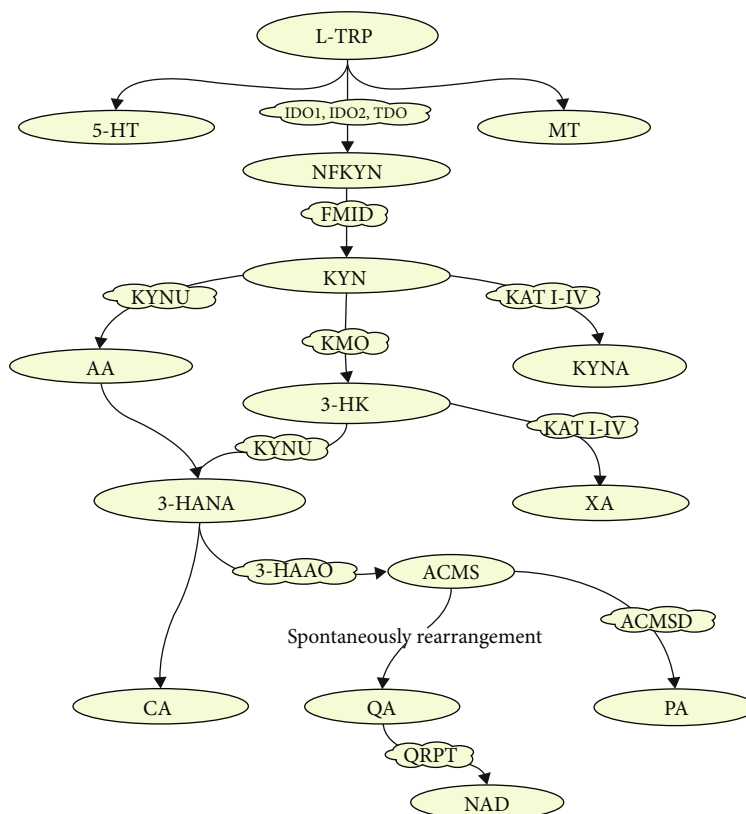 L-TRP
IDO1, IDO2, TDO
5-HT
MT
NFKYN
FMID
KYN
KYNU
KAT I-IV
KMO
AA
KYNA
3-HK
KAT I-IV
KYNU
3-HANA
XA
3-HAAO
ACMS
ACMSD
Spontaneously rearrangement
CA
QA
PA
QRPT
NAD